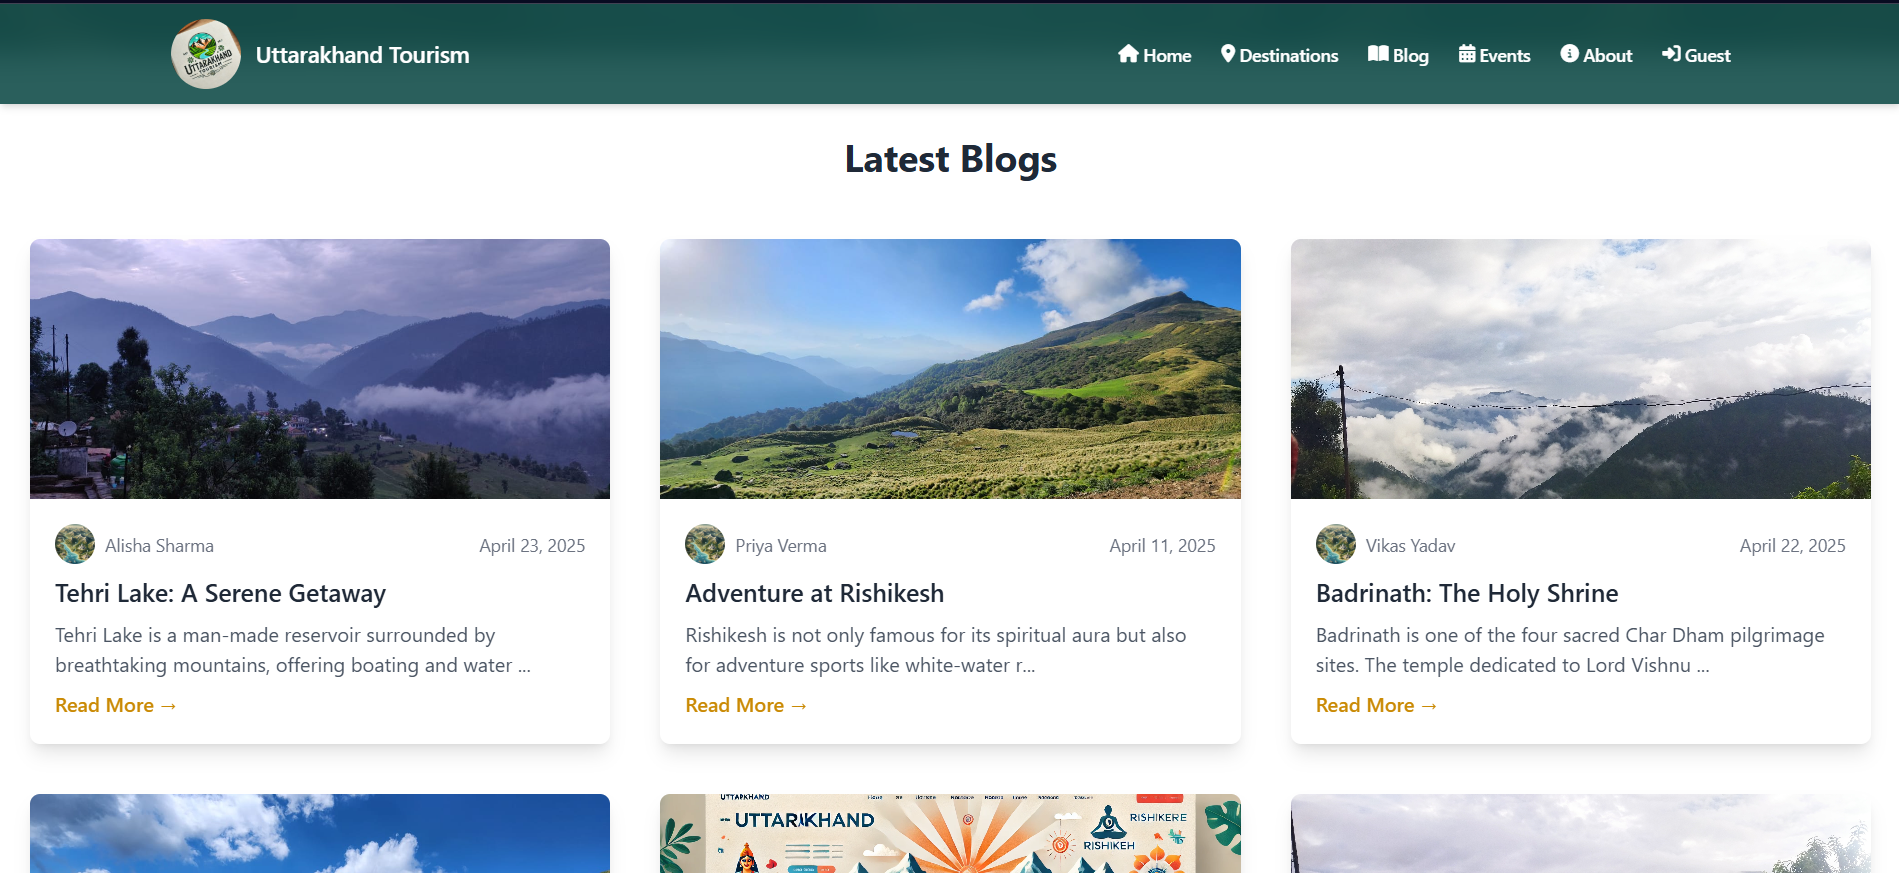 UTTARAKHAND
TOURISM
Uttarakhand Tourism
Home
Destinations
Blog
Events
About
Guest
Latest Blogs
Alisha Sharma
April 23, 2025
Tehri Lake: A Serene Getaway
Tehri Lake is a man-made reservoir surrounded by
breathtaking mountains, offering boating and water ...
Read More →
Priya Verma
April 11, 2025
Adventure at Rishikesh
Rishikesh is not only famous for its spiritual aura but also
for adventure sports like white-water r...
Read More →
Vikas Yadav
April 22, 2025
Badrinath: The Holy Shrine
Badrinath is one of the four sacred Char Dham pilgrimage
sites. The temple dedicated to Lord Vishnu ...
Read More →
UTTARKHAND
UTTARKHAND
RISHIKERE
RISHIKEH